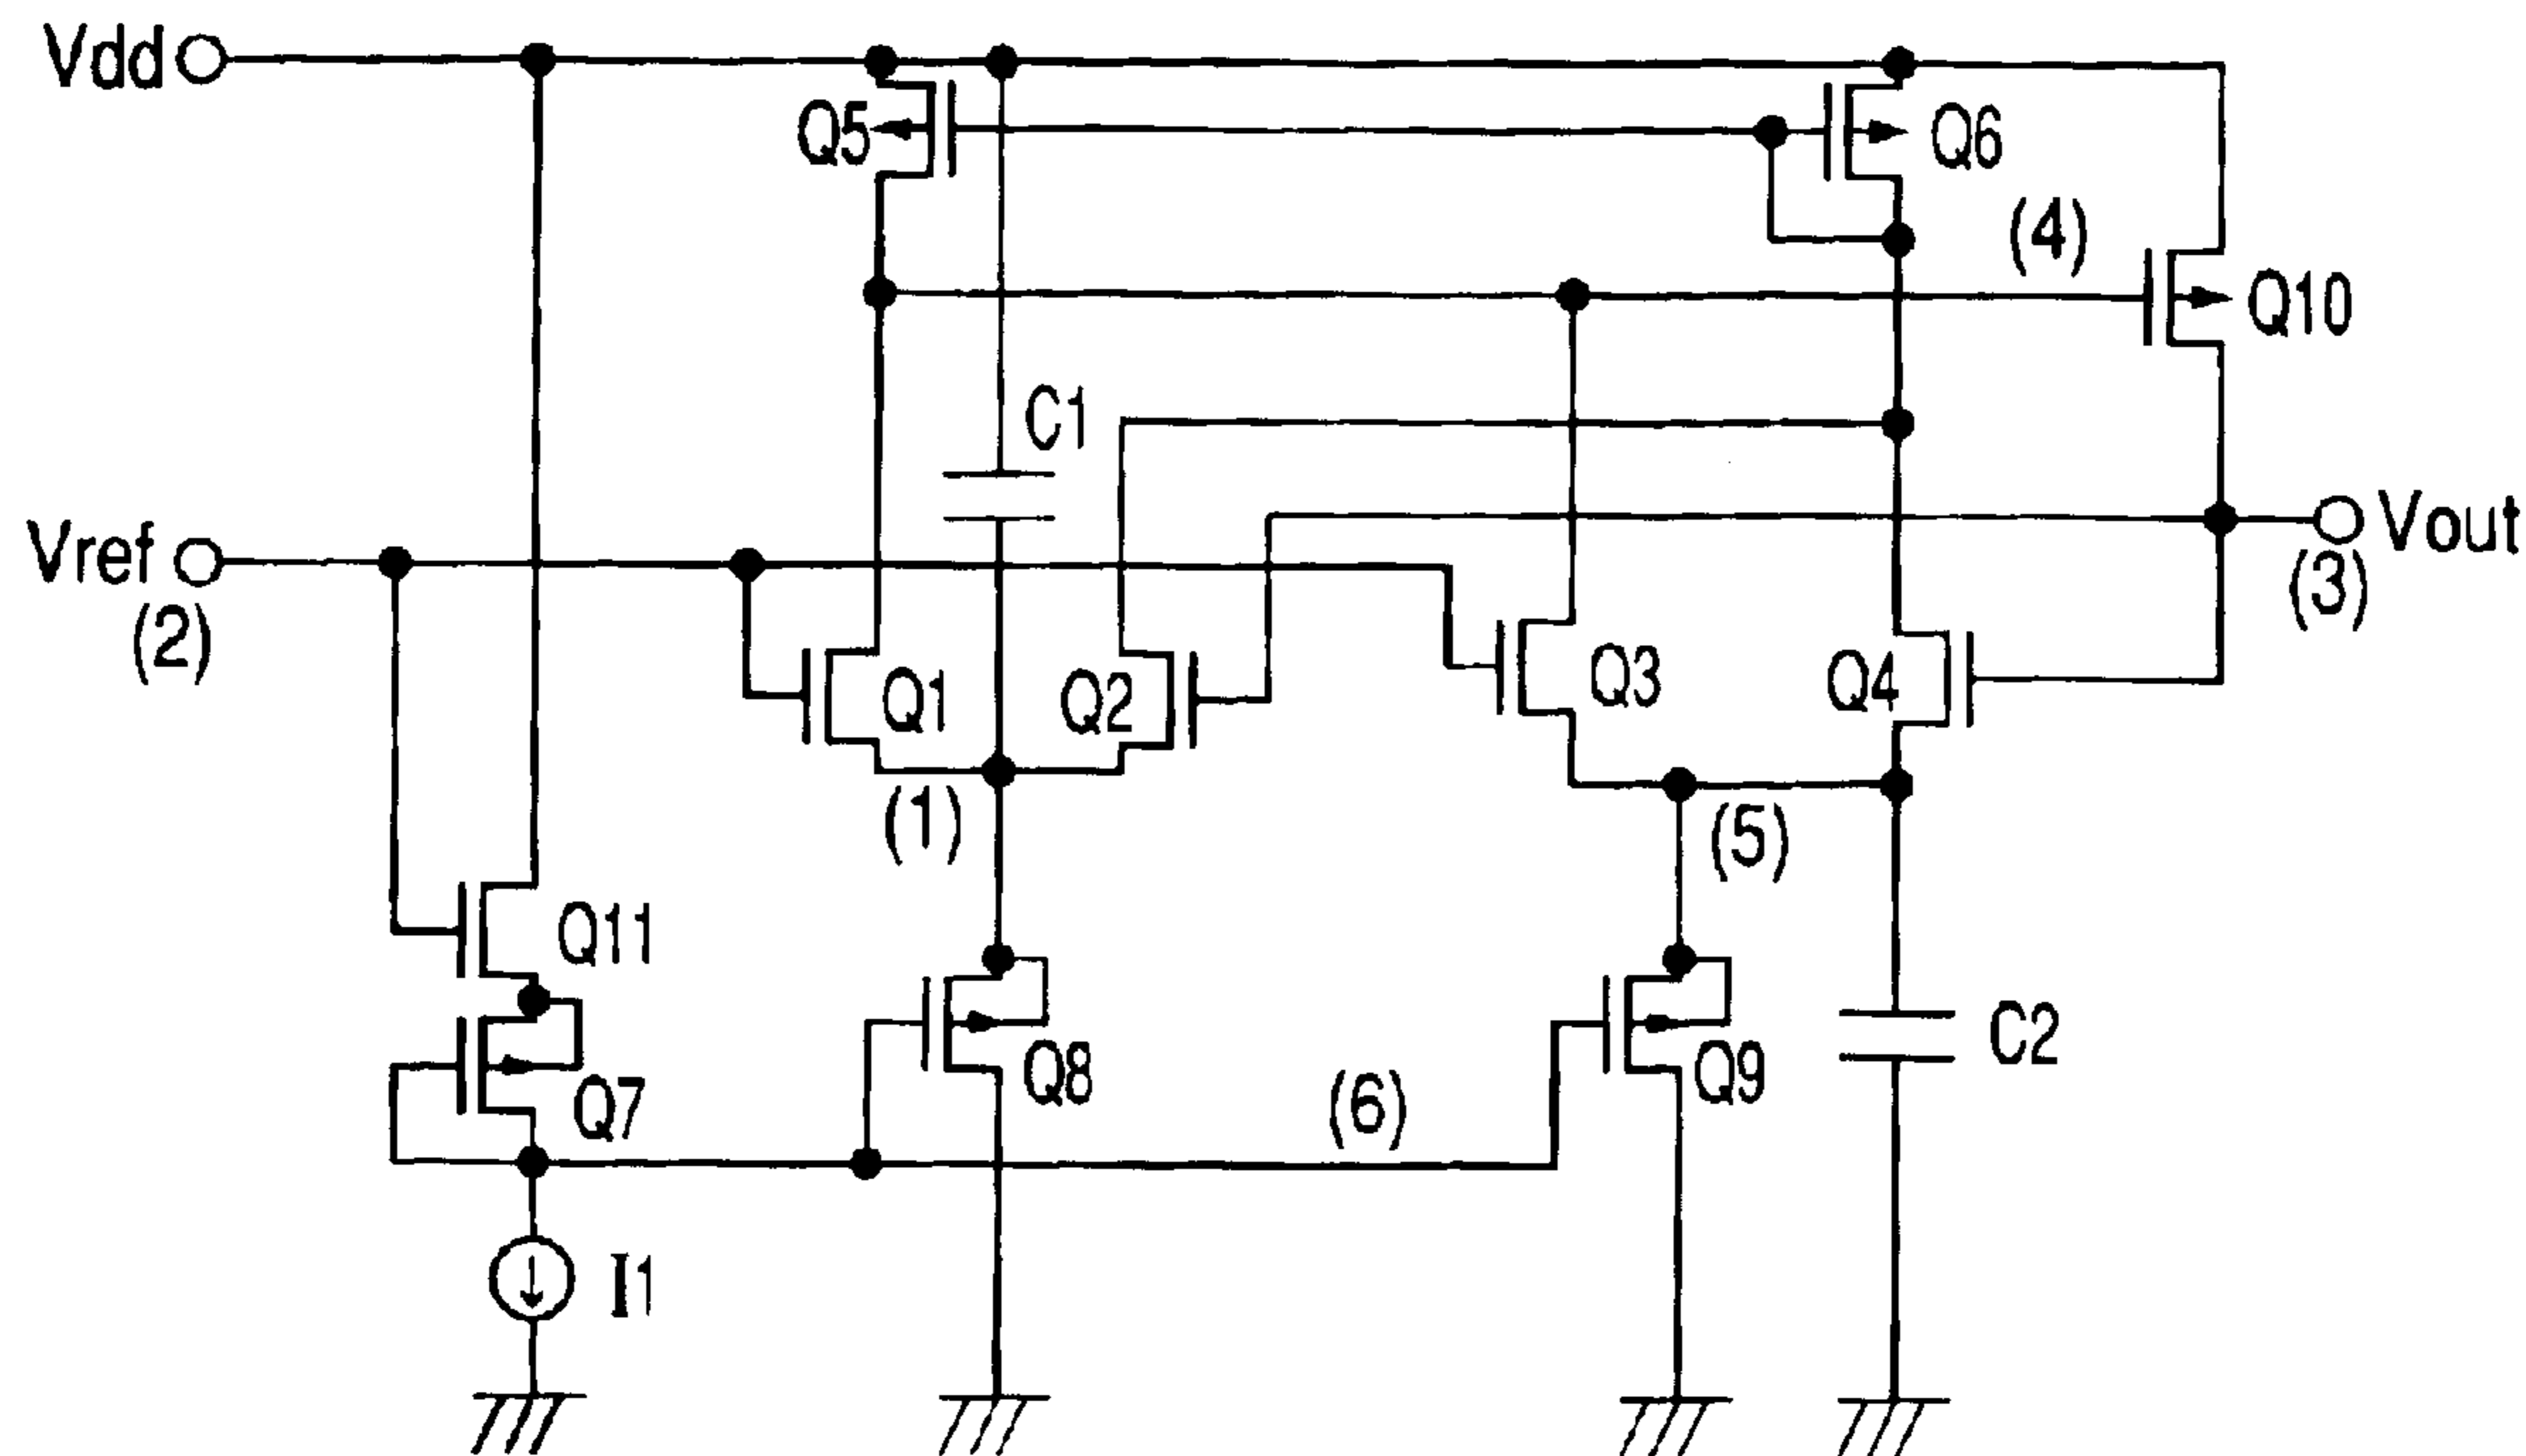 Vdd
Q5
Q6
(4)
Q10
C1
Vref
(2)
Vout
(3)
Q1
Q2
Q3
Q4
(1)
(5)
Q11
Q7
Q8
(6)
Q9
C2
I1